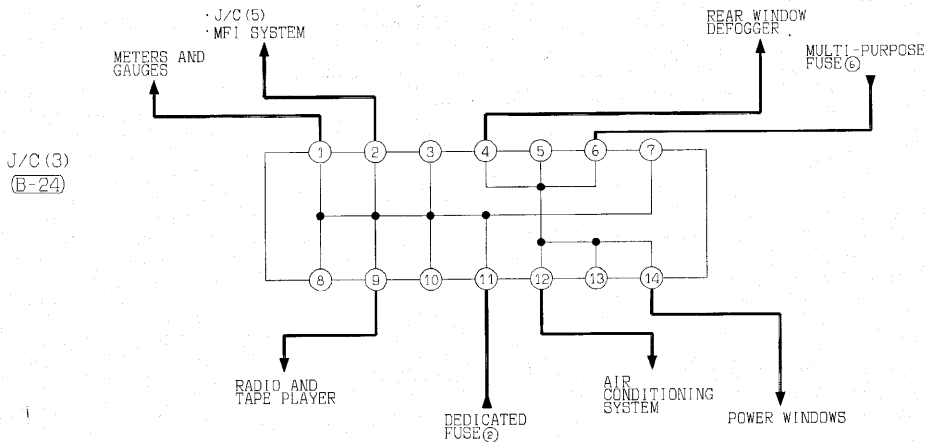 · J/C (5)
· MFI SYSTEM
METERS AND
GAUGES
REAR WINDOW
DEFOGGER
MULTI-PURPOSE
FUSE⑥
J/C (3)
B-24
1 2 3 4 5 6 7
8 9 10 11 12 13 14
RADIO AND
TAPE PLAYER
DEDICATED
FUSE②
AIR
CONDITIONING
SYSTEM
POWER WINDOWS